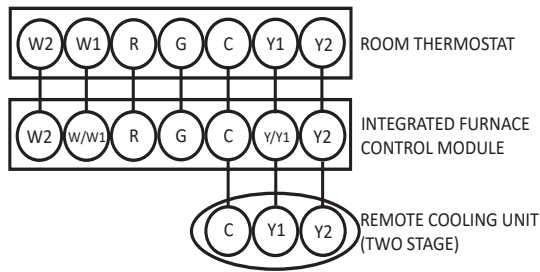 W2 W1 R G C Y1 Y2 ROOM THERMOSTAT
W2 W/W1 R G C Y/Y1 Y2 INTEGRATED FURNACE
CONTROL MODULE
C Y1 Y2 REMOTE COOLING UNIT
(TWO STAGE)